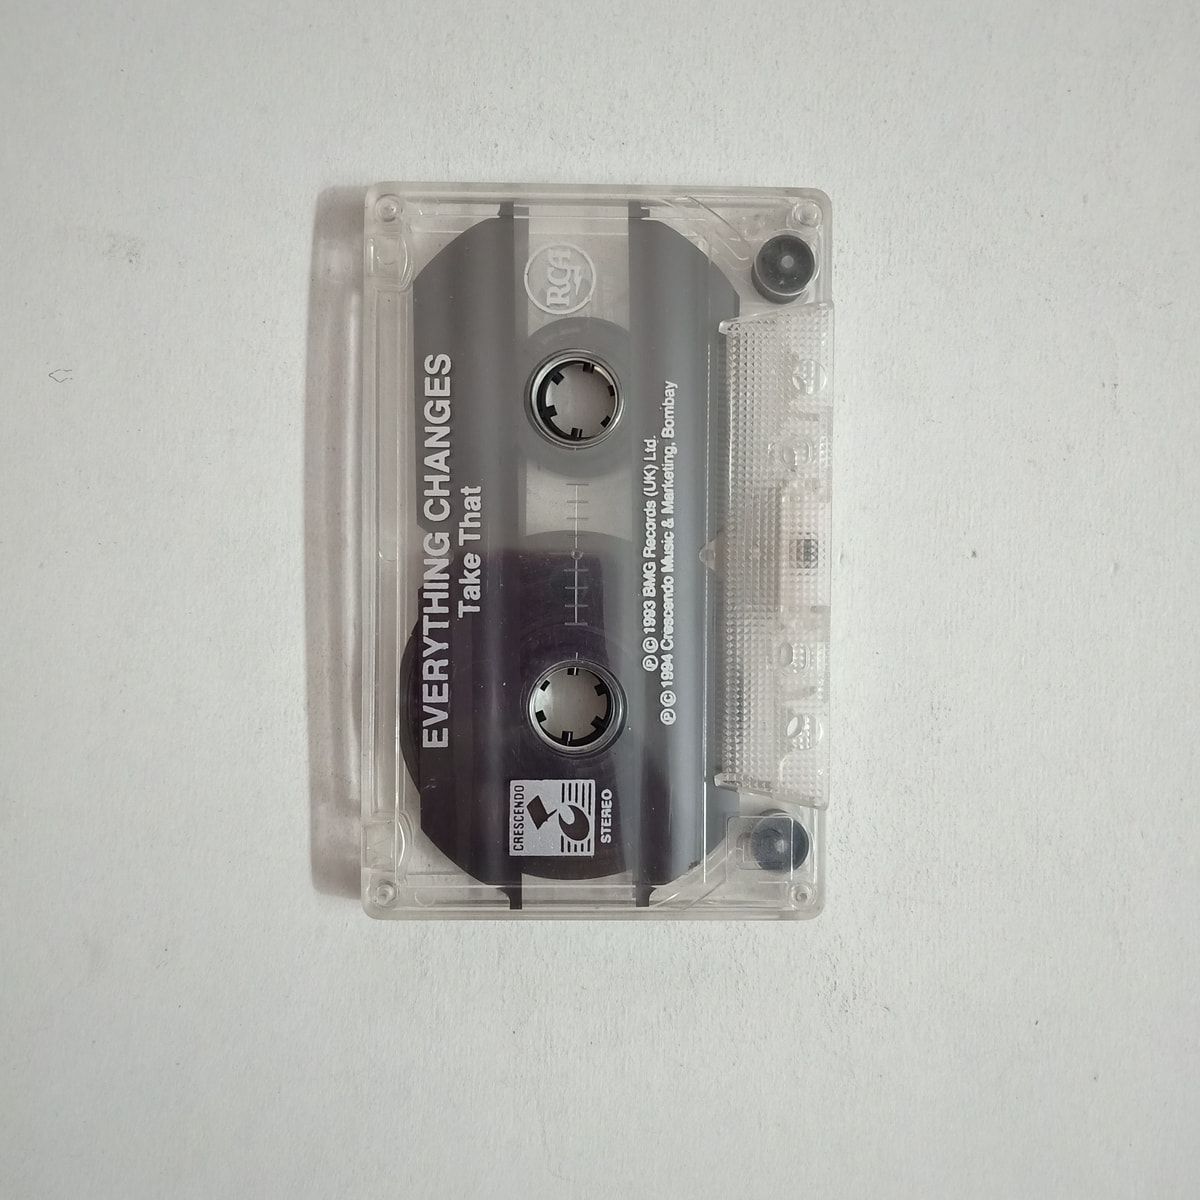 RCA
EVERYTHING CHANGES
Take That
CRESCENDO
STEREO
℗ © 1993 BMG Records (UK) Ltd.
℗ © 1994 Crescendo Music & Marketing, Bombay